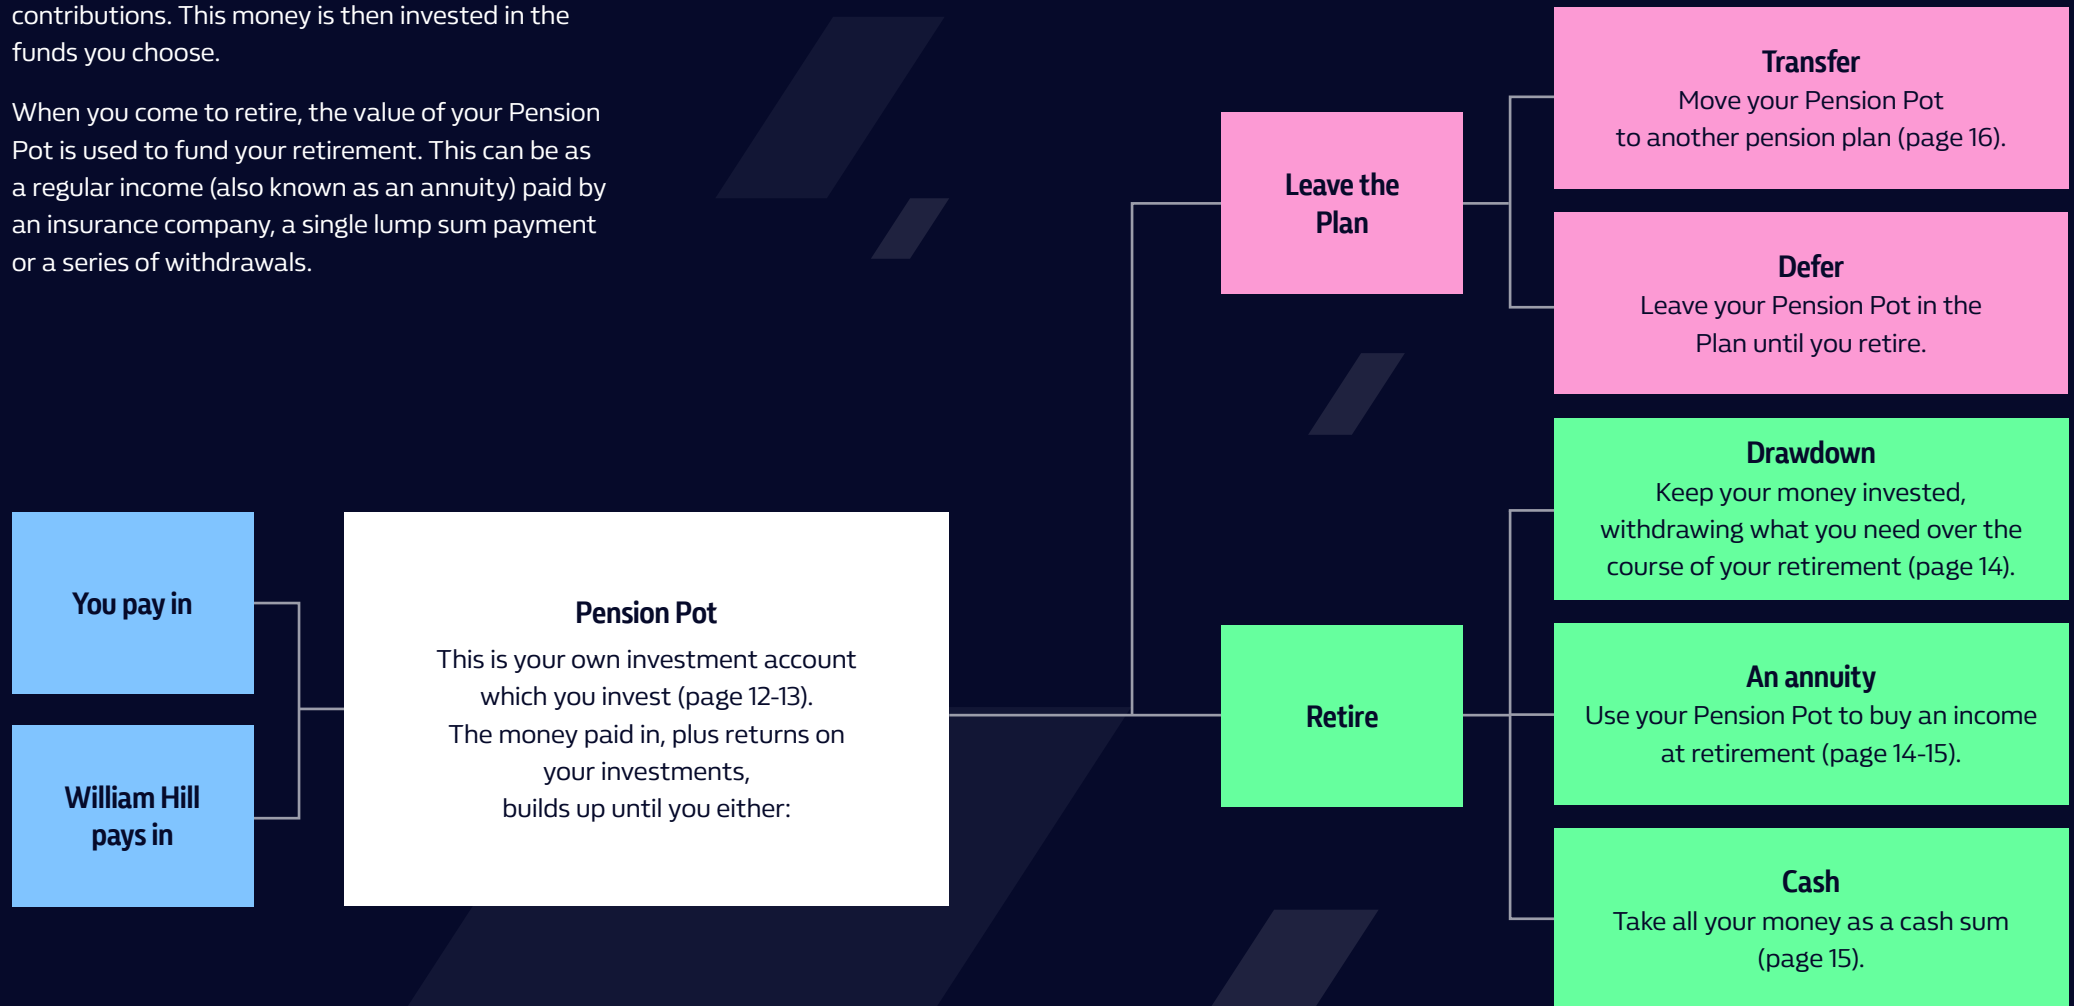 contributions. This money is then invested in the
funds you choose.
When you come to retire, the value of your Pension
Pot is used to fund your retirement. This can be as
a regular income (also known as an annuity) paid by
an insurance company, a single lump sum payment
or a series of withdrawals.
You pay in
William Hill
pays in
Pension Pot
This is your own investment account
which you invest (page 12-13).
The money paid in, plus returns on
your investments,
builds up until you either:
Leave the
Plan
Transfer
Move your Pension Pot
to another pension plan (page 16).
Defer
Leave your Pension Pot in the
Plan until you retire.
Retire
Drawdown
Keep your money invested,
withdrawing what you need over the
course of your retirement (page 14).
An annuity
Use your Pension Pot to buy an income
at retirement (page 14-15).
Cash
Take all your money as a cash sum
(page 15).